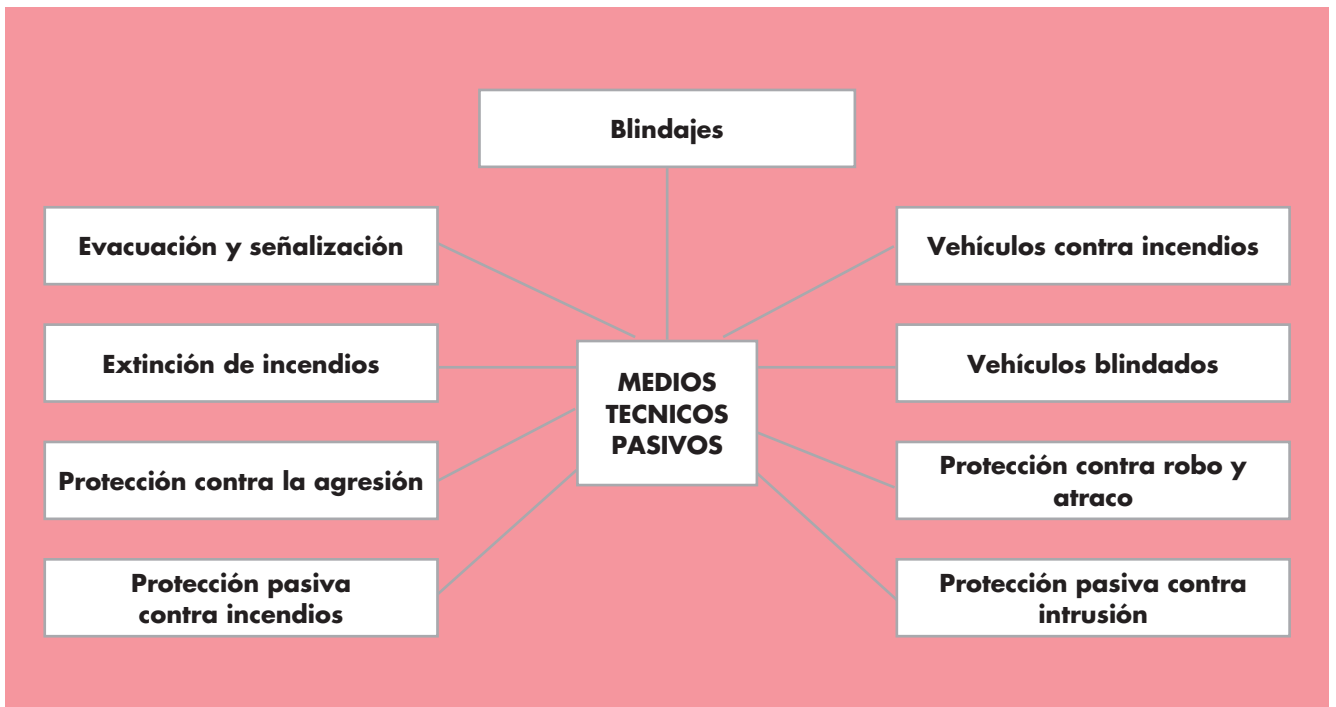 Blindajes
Evacuación y señalización
Vehículos contra incendios
Extinción de incendios
MEDIOS
TECNICOS
PASIVOS
Vehículos blindados
Protección contra la agresión
Protección contra robo y
atraco
Protección pasiva
contra incendios
Protección pasiva contra
intrusión